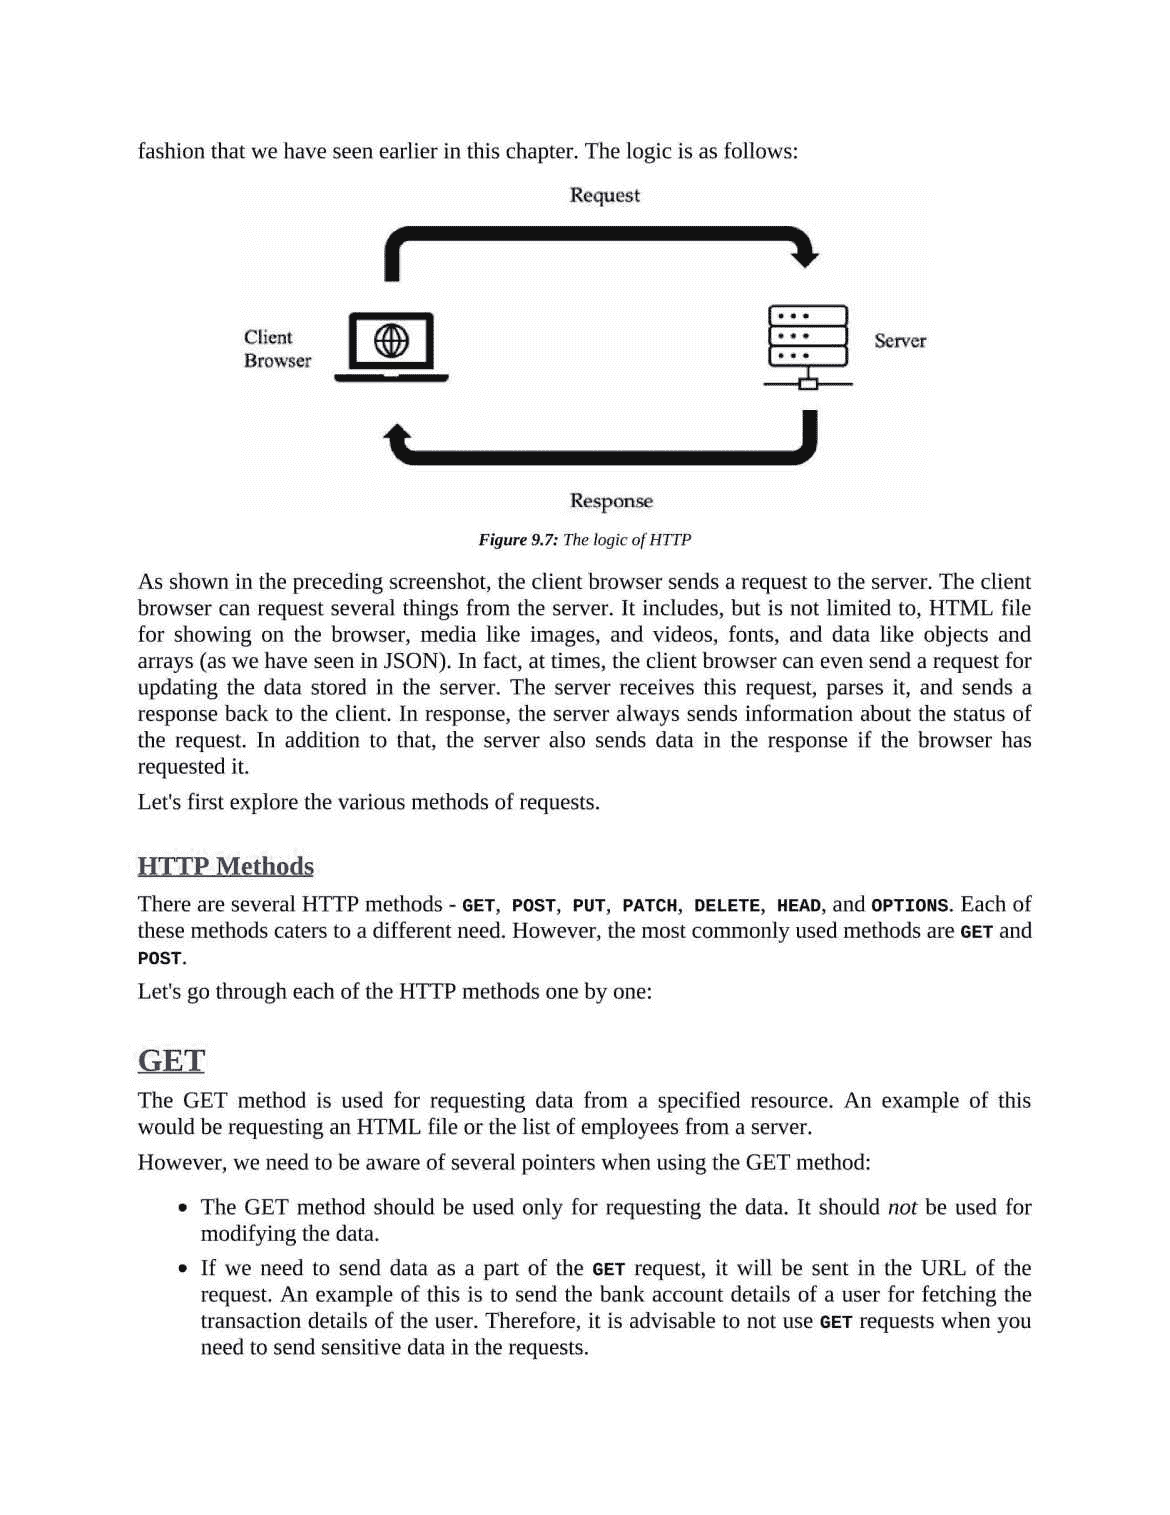 fashion that we have seen earlier in this chapter. The logic is as follows:
Request
Client
Browser
Server
Response
Figure 9.7: The logic of HTTP
As shown in the preceding screenshot, the client browser sends a request to the server. The client
browser can request several things from the server. It includes, but is not limited to, HTML file
for showing on the browser, media like images, and videos, fonts, and data like objects and
arrays (as we have seen in JSON). In fact, at times, the client browser can even send a request for
updating the data stored in the server. The server receives this request, parses it, and sends a
response back to the client. In response, the server always sends information about the status of
the request. In addition to that, the server also sends data in the response if the browser has
requested it.
Let's first explore the various methods of requests.
HTTP Methods
There are several HTTP methods - GET, POST, PUT, PATCH, DELETE, HEAD, and OPTIONS. Each of
these methods caters to a different need. However, the most commonly used methods are GET and
POST.
Let's go through each of the HTTP methods one by one:
GET
The GET method is used for requesting data from a specified resource. An example of this
would be requesting an HTML file or the list of employees from a server.
However, we need to be aware of several pointers when using the GET method:
• The GET method should be used only for requesting the data. It should not be used for
modifying the data.
• If we need to send data as a part of the GET request, it will be sent in the URL of the
request. An example of this is to send the bank account details of a user for fetching the
transaction details of the user. Therefore, it is advisable to not use GET requests when you
need to send sensitive data in the requests.